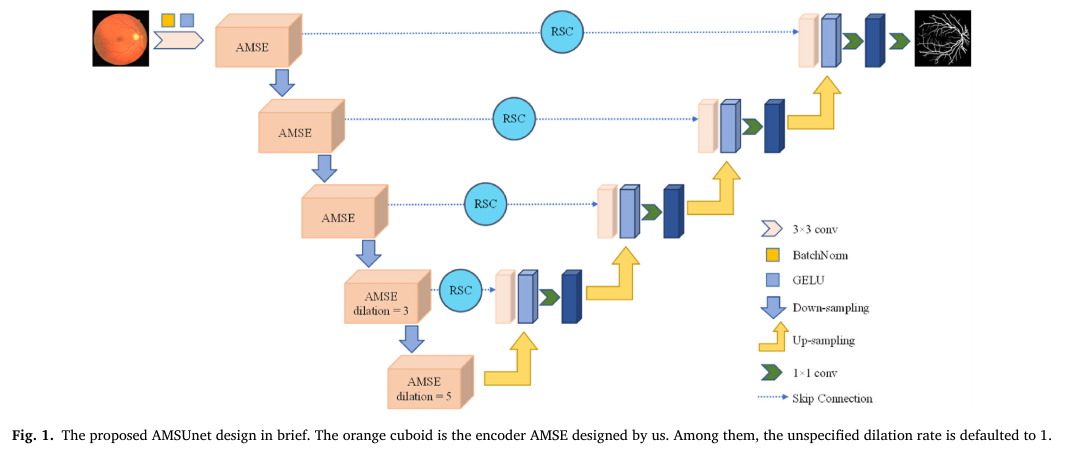 AMSE
RSC
AMSE
RSC
AMSE
RSC
AMSE
dilation = 3
RSC
AMSE
dilation = 5
3×3 conv
BatchNorm
GELU
Down-sampling
Up-sampling
1×1 conv
Skip Connection
Fig. 1. The proposed AMSUnet design in brief. The orange cuboid is the encoder AMSE designed by us. Among them, the unspecified dilation rate is defaulted to 1.